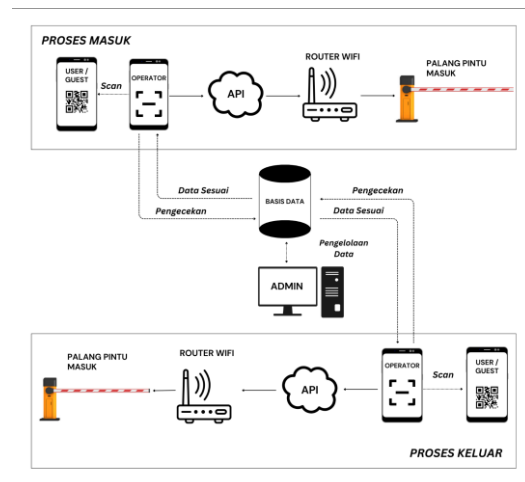 PROSES MASUK
USER /
GUEST
Scan
OPERATOR
API
ROUTER WIFI
PALANG PINTU
MASUK
Data Sesuai
Pengecekan
BASIS DATA
Pengecekan
Data Sesuai
Pengelolaan
Data
ADMIN
PALANG PINTU
MASUK
ROUTER WIFI
API
OPERATOR
Scan
USER /
GUEST
PROSES KELUAR